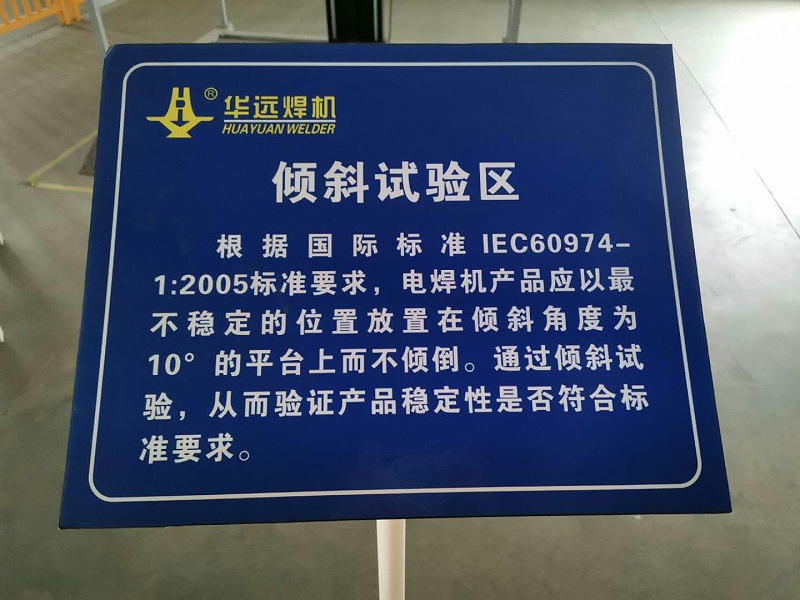 ® 华远焊机
HUAYUAN WELDER
倾斜试验区
根据国际标准IEC60974-
1:2005标准要求，电焊机产品应以最
不稳定的位置放置在倾斜角度为
10°的平台上而不倾倒。通过倾斜试
验，从而验证产品稳定性是否符合标
准要求。